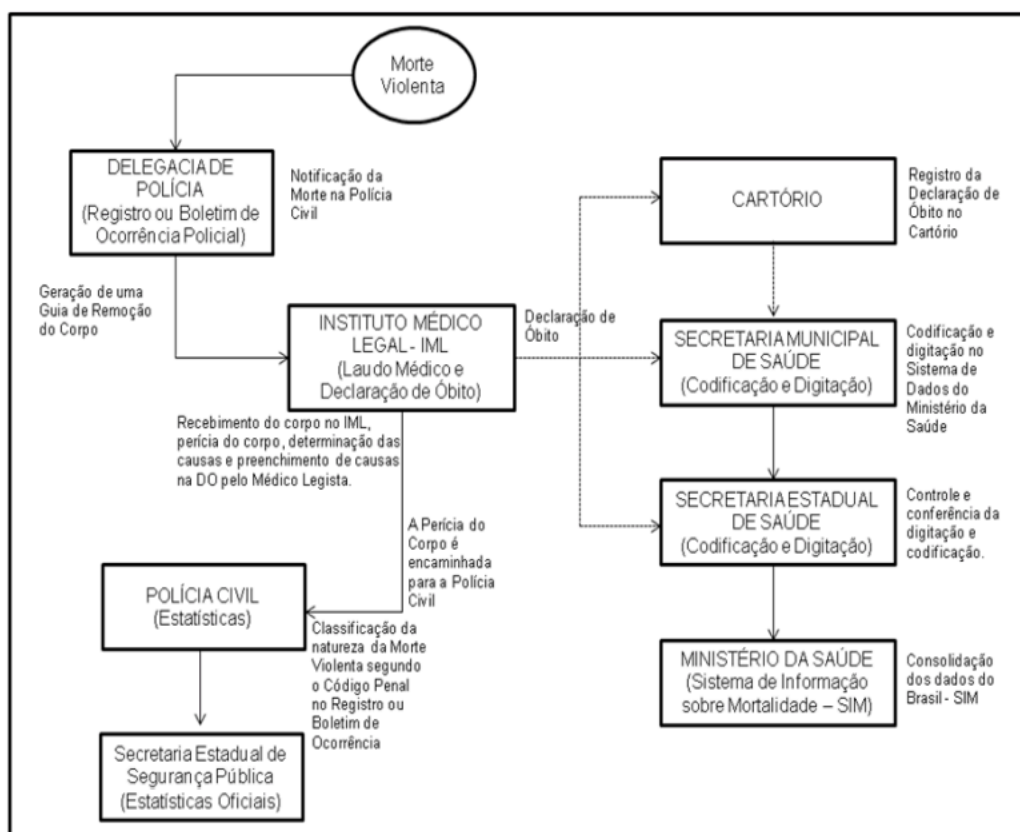 Morte
Violenta
DELEGACIA DE
POLÍCIA
(Registro ou Boletim de
Ocorrência Policial)
Notificação da
Morte na Polícia
Civil
Geração de uma
Guia de Remoção
do Corpo
INSTITUTO MÉDICO
LEGAL - IML
(Laudo Médico e
Declaração de Óbito)
Recebimento do corpo no IML,
perícia do corpo, determinação das
causas e preenchimento de causas
na DO pelo Médico Legista.
Declaração de
Óbito
CARTÓRIO
Registro da
Declaração de
Óbito no
Cartório
SECRETARIA MUNICIPAL
DE SAÚDE
(Codificação e Digitação)
Codificação e
digitação no
Sistema de
Dados do
Ministério da
Saúde
SECRETARIA ESTADUAL
DE SAÚDE
(Codificação e Digitação)
Controle e
conferência da
digitação e
codificação.
MINISTÉRIO DA SAÚDE
(Sistema de Informação
sobre Mortalidade – SIM)
Consolidação
dos dados do
Brasil - SIM
A Perícia do
Corpo é
encaminhada
para a Polícia
Civil
POLÍCIA CIVIL
(Estatísticas)
Classificação da
natureza da Morte
Violenta segundo
o Código Penal
no Registro ou
Boletim de
Ocorrência
Secretaria Estadual de
Segurança Pública
(Estatísticas Oficiais)